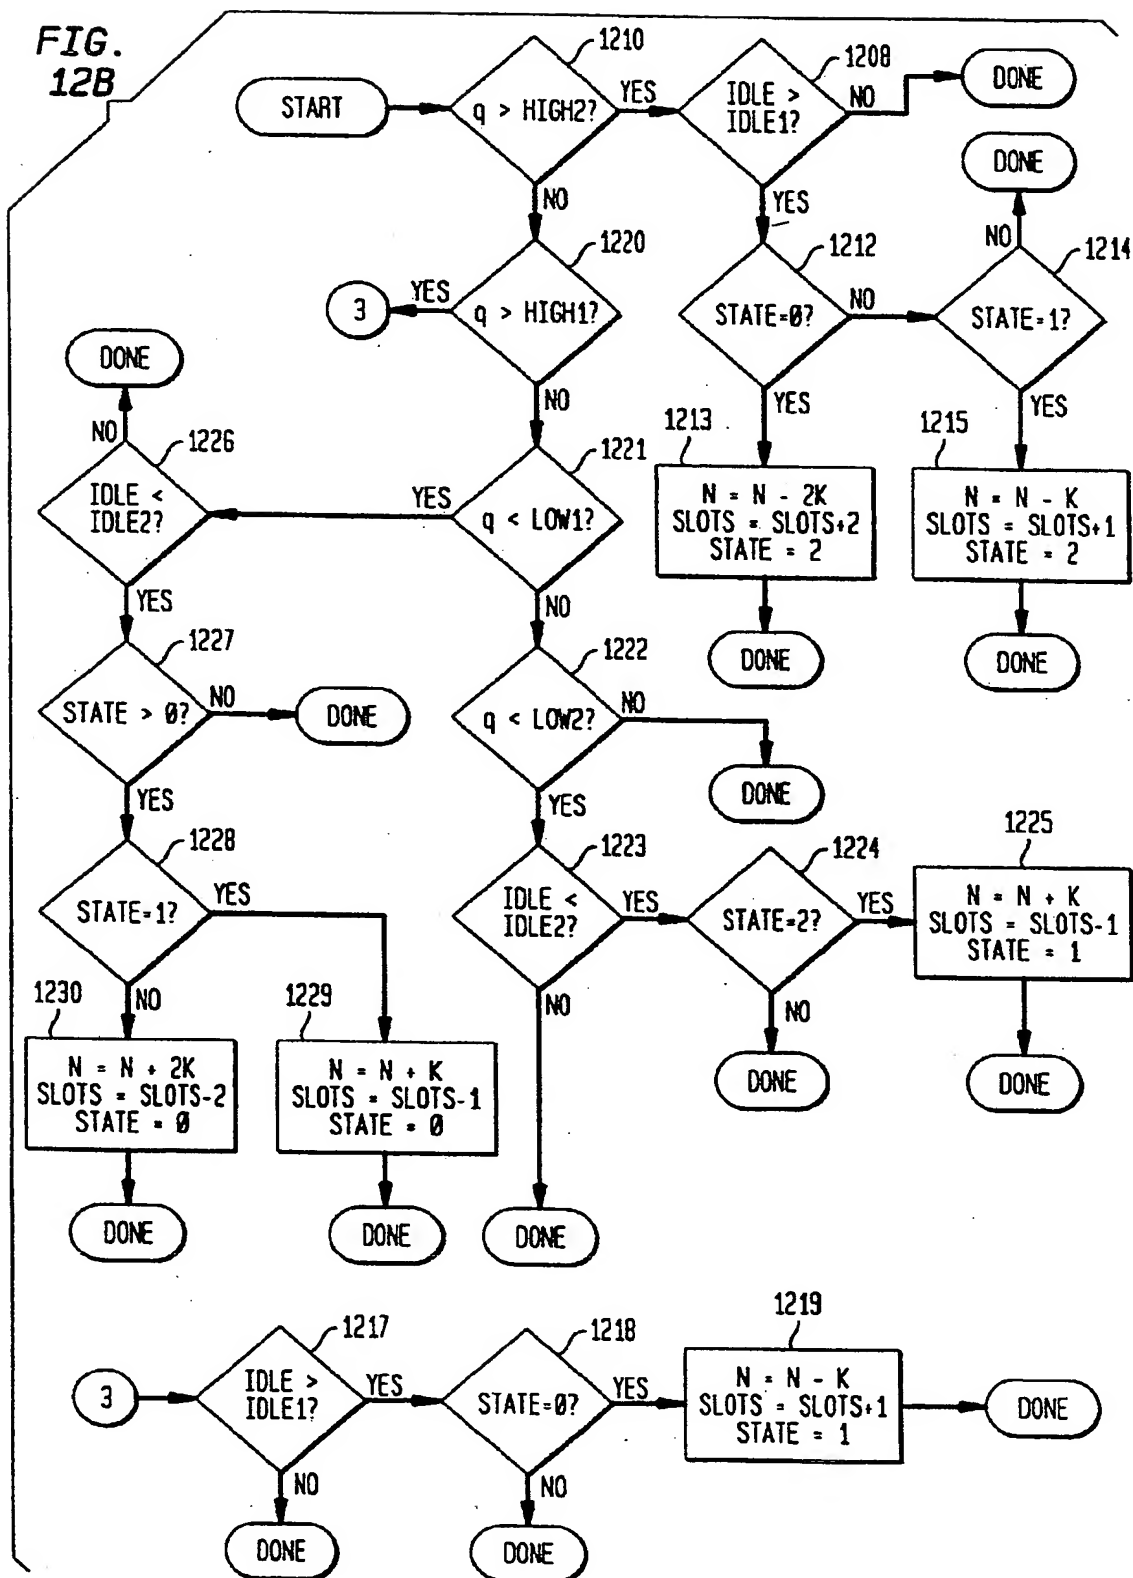 FIG.
12B
START
1210
q > HIGH2?
YES
NO
1208
IDLE >
IDLE1?
NO
YES
DONE
DONE
1220
q > HIGH1?
YES
NO
3
1212
STATE=0?
NO
YES
1214
STATE=1?
NO
YES
DONE
NO
1226
IDLE <
IDLE2?
YES
1221
q < LOW1?
YES
NO
1213
N = N - 2K
SLOTS = SLOTS+2
STATE = 2
DONE
1215
N = N - K
SLOTS = SLOTS+1
STATE = 2
DONE
1227
STATE > 0?
NO
YES
DONE
1222
q < LOW2?
NO
YES
DONE
1228
STATE=1?
YES
NO
1223
IDLE <
IDLE2?
YES
NO
1224
STATE=2?
YES
NO
1225
N = N + K
SLOTS = SLOTS-1
STATE = 1
1230
N = N + 2K
SLOTS = SLOTS-2
STATE = 0
DONE
1229
N = N + K
SLOTS = SLOTS-1
STATE = 0
DONE
DONE
DONE
DONE
3
1217
IDLE >
IDLE1?
YES
NO
DONE
1218
STATE=0?
YES
NO
DONE
1219
N = N - K
SLOTS = SLOTS+1
STATE = 1
DONE